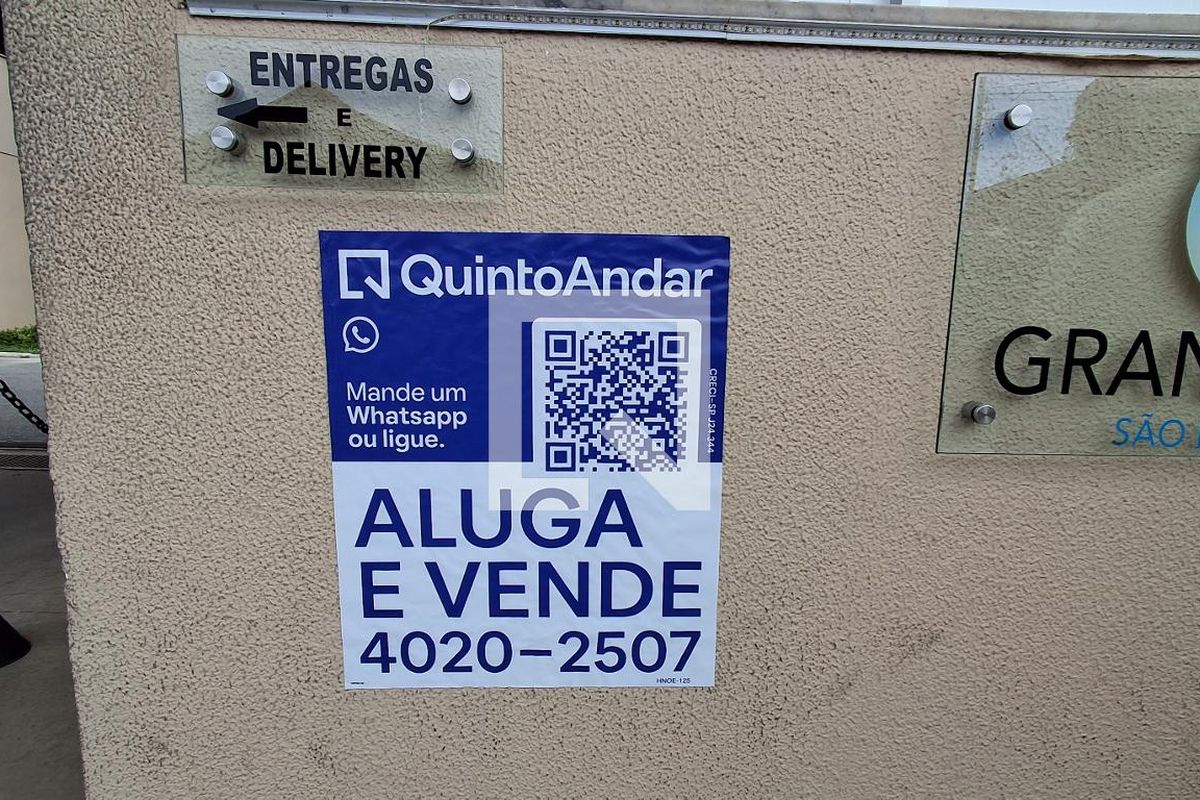 ENTREGAS
E
DELIVERY
QuintoAndar
Mande um
Whatsapp
ou ligue.
CRECI-SP J24.344
ALUGA
E VENDE
4020-2507
HNOE-125
GRAN
SÃO